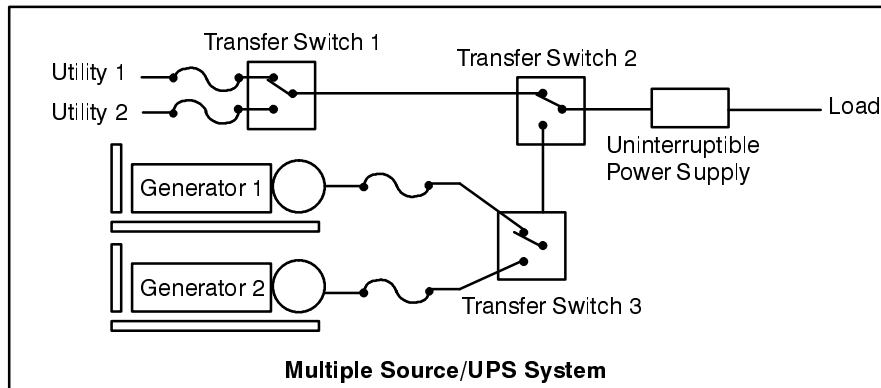 Transfer Switch 1
Transfer Switch 2
Utility 1
Utility 2
Load
Uninterruptible
Power Supply
Generator 1
Generator 2
Transfer Switch 3
Multiple Source/UPS System